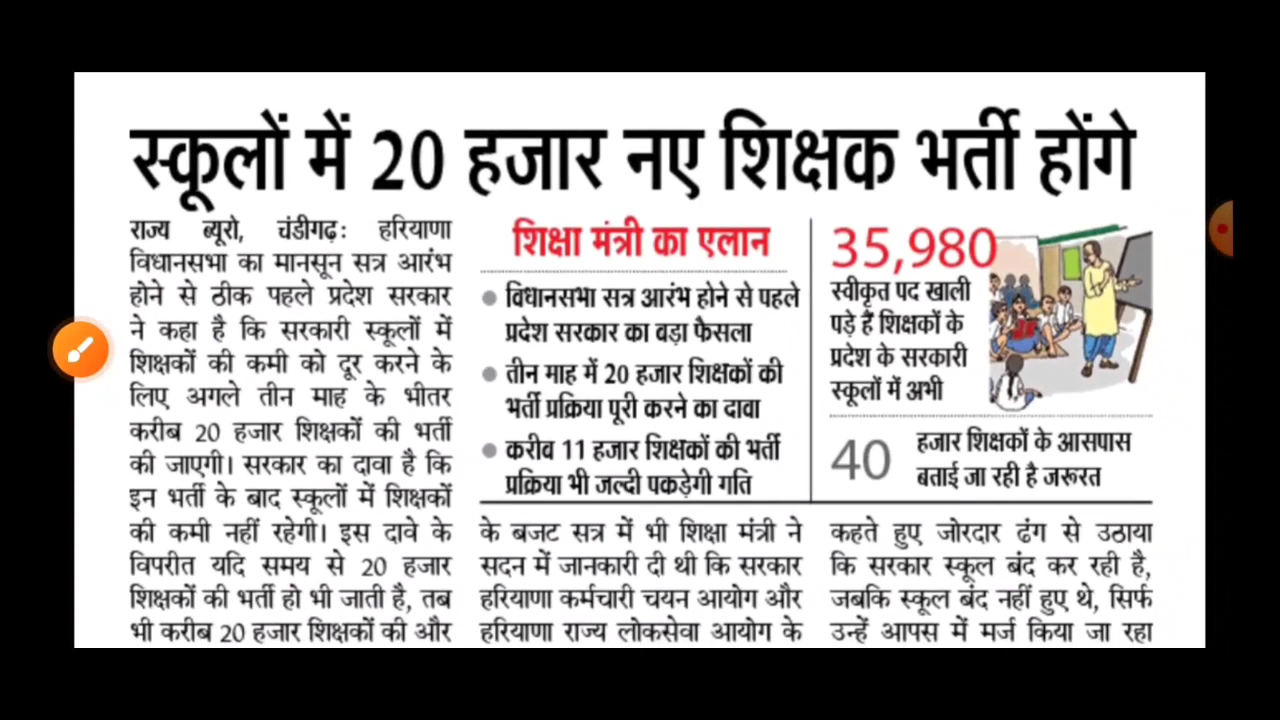 स्कूलों में 20 हजार नए शिक्षक भर्ती होंगे
राज्य ब्यूरो, चंडीगढ़ः हरियाणा
विधानसभा का मानसून सत्र आरंभ
होने से ठीक पहले प्रदेश सरकार
ने कहा है कि सरकारी स्कूलों में
शिक्षकों की कमी को दूर करने के
लिए अगले तीन माह के भीतर
करीब 20 हजार शिक्षकों की भर्ती
की जाएगी। सरकार का दावा है कि
इन भर्ती के बाद स्कूलों में शिक्षकों
की कमी नहीं रहेगी। इस दावे के
विपरीत यदि समय से 20 हजार
शिक्षकों की भर्ती हो भी जाती है, तब
भी करीब 20 हजार शिक्षकों की और
शिक्षा मंत्री का एलान
विधानसभा सत्र आरंभ होने से पहले
प्रदेश सरकार का बड़ा फैसला
तीन माह में 20 हजार शिक्षकों की
भर्ती प्रक्रिया पूरी करने का दावा
करीब 11 हजार शिक्षकों की भर्ती
प्रक्रिया भी जल्दी पकड़ेगी गति
35,980
स्वीकृत पद खाली
पड़े हैं शिक्षकों के
प्रदेश के सरकारी
स्कूलों में अभी
40 हजार शिक्षकों के आसपास
बताई जा रही है जरूरत
के बजट सत्र में भी शिक्षा मंत्री ने
सदन में जानकारी दी थी कि सरकार
हरियाणा कर्मचारी चयन आयोग और
हरियाणा राज्य लोकसेवा आयोग के
कहते हुए जोरदार ढंग से उठाया
कि सरकार स्कूल बंद कर रही है,
जबकि स्कूल बंद नहीं हुए थे, सिर्फ
उन्हें आपस में मर्ज किया जा रहा